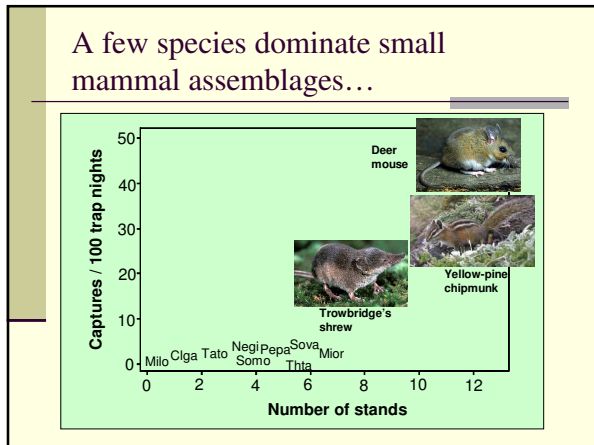 A few species dominate small
mammal assemblages…
Captures / 100 trap nights
50
40
30
20
10
0
Deer
mouse
Yellow-pine
chipmunk
Trowbridge's
shrew
Milo Clga Tato Negi Pepa Sova Mior
Somo Thta
0 2 4 6 8 10 12
Number of stands